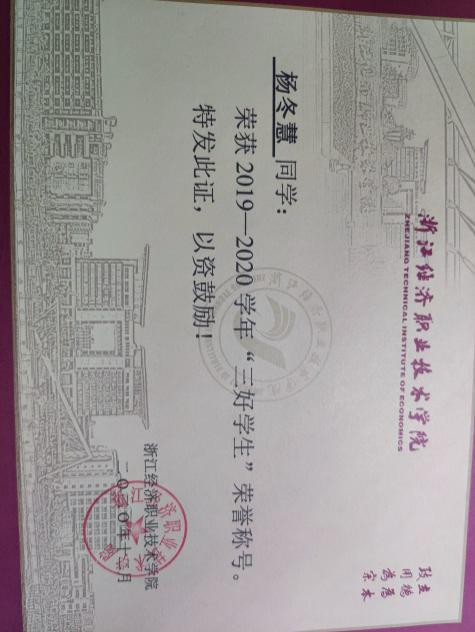 浙江经济职业技术学院
ZHEJIANG TECHNICAL INSTITUTE OF ECONOMICS
杨冬慧 同学：
荣获2019—2020学年“三好学生”荣誉称号。
特发此证，以资鼓励！
浙江经济职业技术学院